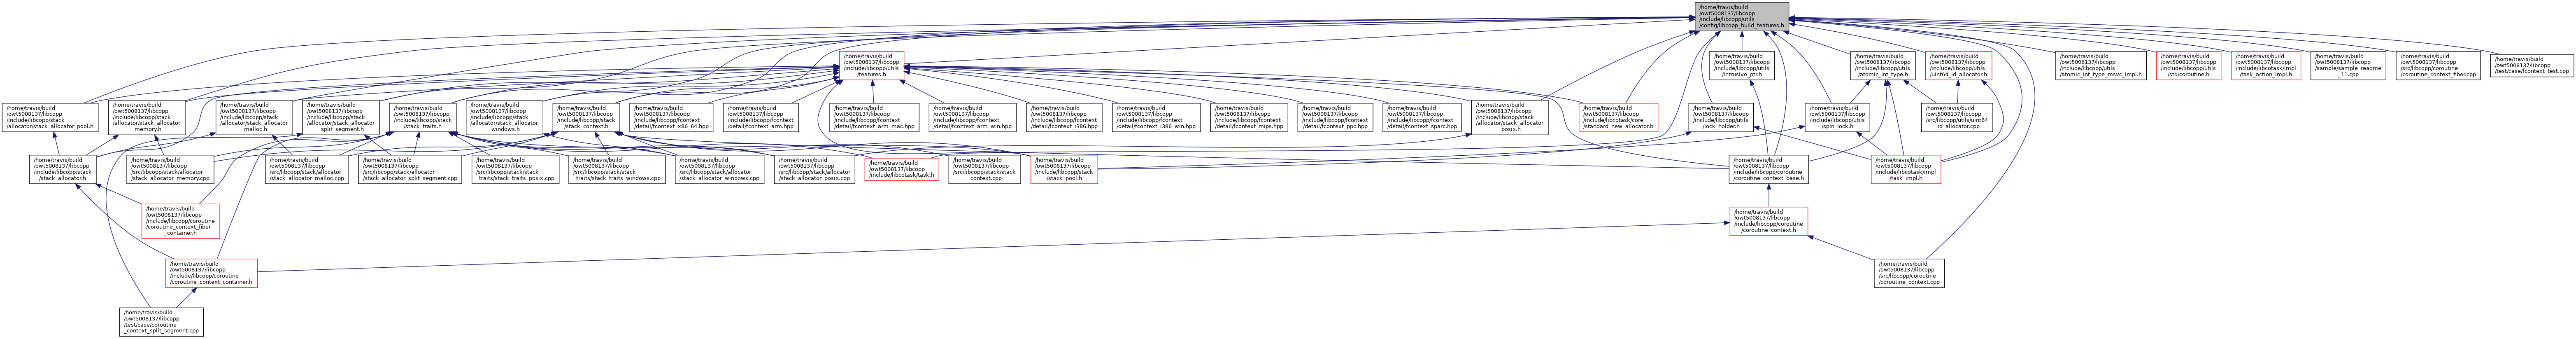 /home/travis/build
/owt5008137/libcopp
/include/libcopp/utils
/config/libcopp_build_features.h
/home/travis/build
/owt5008137/libcopp
/include/libcopp/utils
/features.h
/home/travis/build
/owt5008137/libcopp
/include/libcopp/utils
/intrusive_ptr.h
/home/travis/build
/owt5008137/libcopp
/include/libcopp/utils
/atomic_int_type.h
/home/travis/build
/owt5008137/libcopp
/include/libcopp/utils
/uint64_id_allocator.h
/home/travis/build
/owt5008137/libcopp
/include/libcopp/utils
/atomic_int_type_msvc_impl.h
/home/travis/build
/owt5008137/libcopp
/include/libcopp/utils
/std/coroutine.h
/home/travis/build
/owt5008137/libcopp
/include/libcotask/impl
/task_action_impl.h
/home/travis/build
/owt5008137/libcopp
/sample/sample_readme
_11.cpp
/home/travis/build
/owt5008137/libcopp
/src/libcopp/coroutine
/coroutine_context_fiber.cpp
/home/travis/build
/owt5008137/libcopp
/test/case/fcontext_test.cpp
/home/travis/build
/owt5008137/libcopp
/include/libcopp/stack
/allocator/stack_allocator_pool.h
/home/travis/build
/owt5008137/libcopp
/include/libcopp/stack
/allocator/stack_allocator
_memory.h
/home/travis/build
/owt5008137/libcopp
/include/libcopp/stack
/allocator/stack_allocator
_malloc.h
/home/travis/build
/owt5008137/libcopp
/include/libcopp/stack
/allocator/stack_allocator
_split_segment.h
/home/travis/build
/owt5008137/libcopp
/include/libcopp/stack
/stack_traits.h
/home/travis/build
/owt5008137/libcopp
/include/libcopp/stack
/allocator/stack_allocator
_windows.h
/home/travis/build
/owt5008137/libcopp
/include/libcopp/stack
/stack_context.h
/home/travis/build
/owt5008137/libcopp
/include/libcopp/fcontext
/detail/fcontext_x86_64.hpp
/home/travis/build
/owt5008137/libcopp
/include/libcopp/fcontext
/detail/fcontext_arm.hpp
/home/travis/build
/owt5008137/libcopp
/include/libcopp/fcontext
/detail/fcontext_arm_mac.hpp
/home/travis/build
/owt5008137/libcopp
/include/libcopp/fcontext
/detail/fcontext_arm_win.hpp
/home/travis/build
/owt5008137/libcopp
/include/libcopp/fcontext
/detail/fcontext_i386.hpp
/home/travis/build
/owt5008137/libcopp
/include/libcopp/fcontext
/detail/fcontext_i386_win.hpp
/home/travis/build
/owt5008137/libcopp
/include/libcopp/fcontext
/detail/fcontext_mips.hpp
/home/travis/build
/owt5008137/libcopp
/include/libcopp/fcontext
/detail/fcontext_ppc.hpp
/home/travis/build
/owt5008137/libcopp
/include/libcopp/fcontext
/detail/fcontext_sparc.hpp
/home/travis/build
/owt5008137/libcopp
/include/libcopp/stack
/allocator/stack_allocator
_posix.h
/home/travis/build
/owt5008137/libcopp
/include/libcotask/core
/standard_new_allocator.h
/home/travis/build
/owt5008137/libcopp
/include/libcopp/utils
/lock_holder.h
/home/travis/build
/owt5008137/libcopp
/include/libcopp/utils
/spin_lock.h
/home/travis/build
/owt5008137/libcopp
/src/libcopp/utils/uint64
_id_allocator.cpp
/home/travis/build
/owt5008137/libcopp
/include/libcopp/stack
/stack_allocator.h
/home/travis/build
/owt5008137/libcopp
/src/libcopp/stack/allocator
/stack_allocator_memory.cpp
/home/travis/build
/owt5008137/libcopp
/src/libcopp/stack/allocator
/stack_allocator_malloc.cpp
/home/travis/build
/owt5008137/libcopp
/src/libcopp/stack/allocator
/stack_allocator_split_segment.cpp
/home/travis/build
/owt5008137/libcopp
/src/libcopp/stack/stack
_traits/stack_traits_posix.cpp
/home/travis/build
/owt5008137/libcopp
/src/libcopp/stack/stack
_traits/stack_traits_windows.cpp
/home/travis/build
/owt5008137/libcopp
/src/libcopp/stack/allocator
/stack_allocator_windows.cpp
/home/travis/build
/owt5008137/libcopp
/src/libcopp/stack/allocator
/stack_allocator_posix.cpp
/home/travis/build
/owt5008137/libcopp
/include/libcotask/task.h
/home/travis/build
/owt5008137/libcopp
/src/libcopp/stack/stack
_context.cpp
/home/travis/build
/owt5008137/libcopp
/include/libcopp/stack
/stack_pool.h
/home/travis/build
/owt5008137/libcopp
/include/libcopp/coroutine
/coroutine_context_base.h
/home/travis/build
/owt5008137/libcopp
/include/libcotask/impl
/task_impl.h
/home/travis/build
/owt5008137/libcopp
/include/libcopp/coroutine
/coroutine_context_fiber
_container.h
/home/travis/build
/owt5008137/libcopp
/include/libcopp/coroutine
/coroutine_context.h
/home/travis/build
/owt5008137/libcopp
/include/libcopp/coroutine
/coroutine_context_container.h
/home/travis/build
/owt5008137/libcopp
/src/libcopp/coroutine
/coroutine_context.cpp
/home/travis/build
/owt5008137/libcopp
/test/case/coroutine
_context_split_segment.cpp